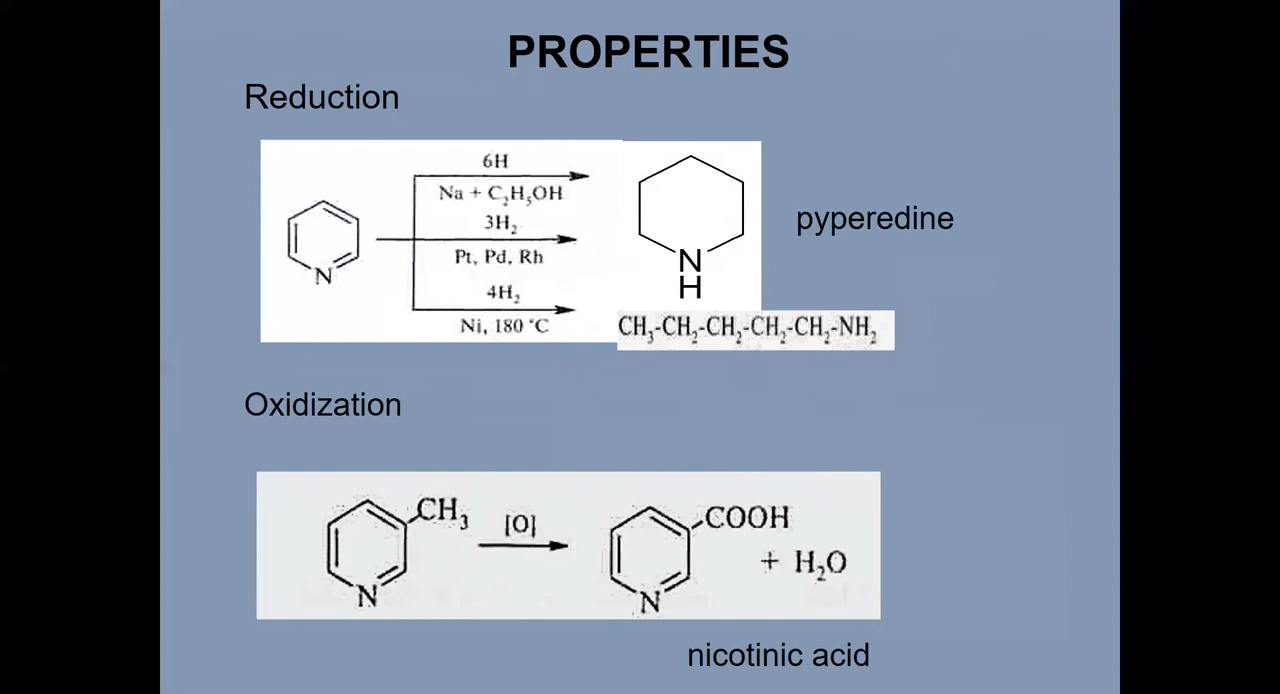 PROPERTIES
Reduction
6H
Na + C₂H₅OH
3H₂
Pt, Pd, Rh
4H₂
Ni, 180 °C
N
N
H
pyperedine
CH₃-CH₂-CH₂-CH₂-CH₂-NH₂
Oxidization
CH₃
[O]
N
COOH
+ H₂O
N
nicotinic acid